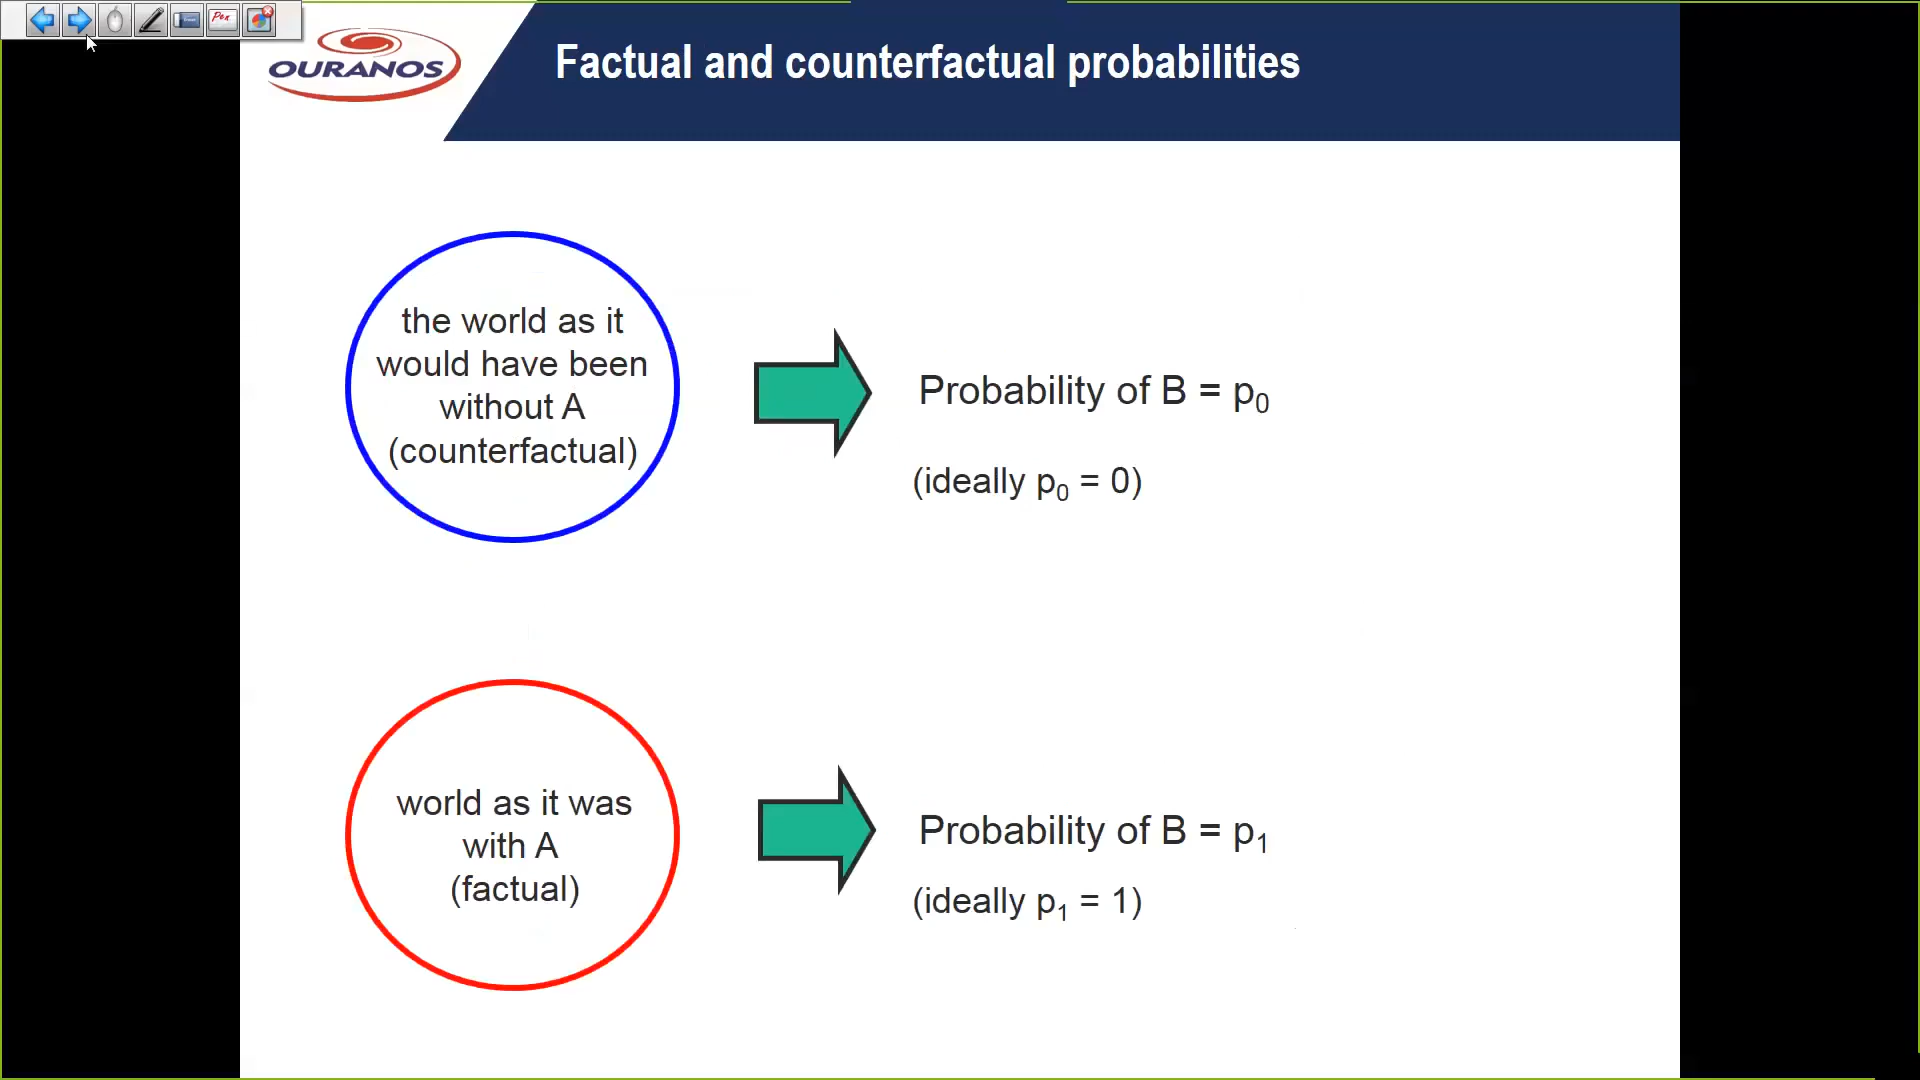 Pen
OURANOS
Factual and counterfactual probabilities
the world as it
would have been
without A
(counterfactual)
Probability of B = p₀
(ideally p₀ = 0)
world as it was
with A
(factual)
Probability of B = p₁
(ideally p₁ = 1)